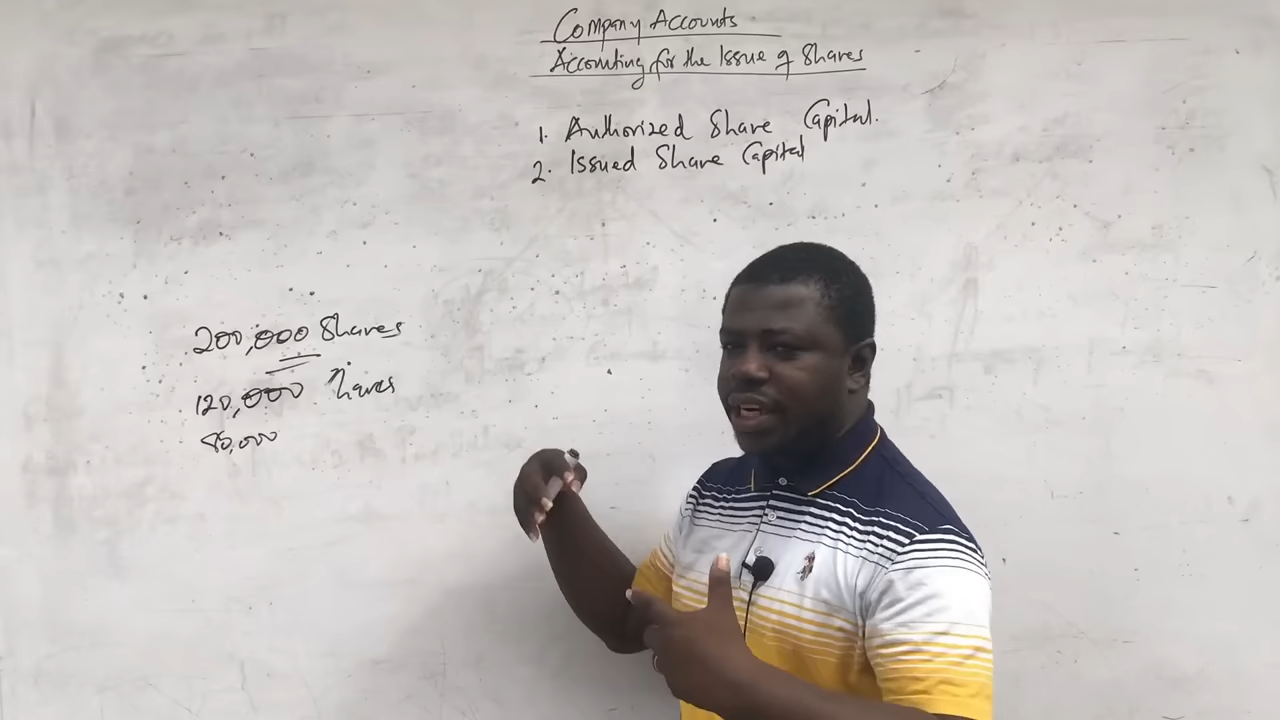 Company Accounts
Accounting for the Issue of Shares
1. Authorized Share Capital.
2. Issued Share Capital
200,000 Shares
120,000 Shares
80,000